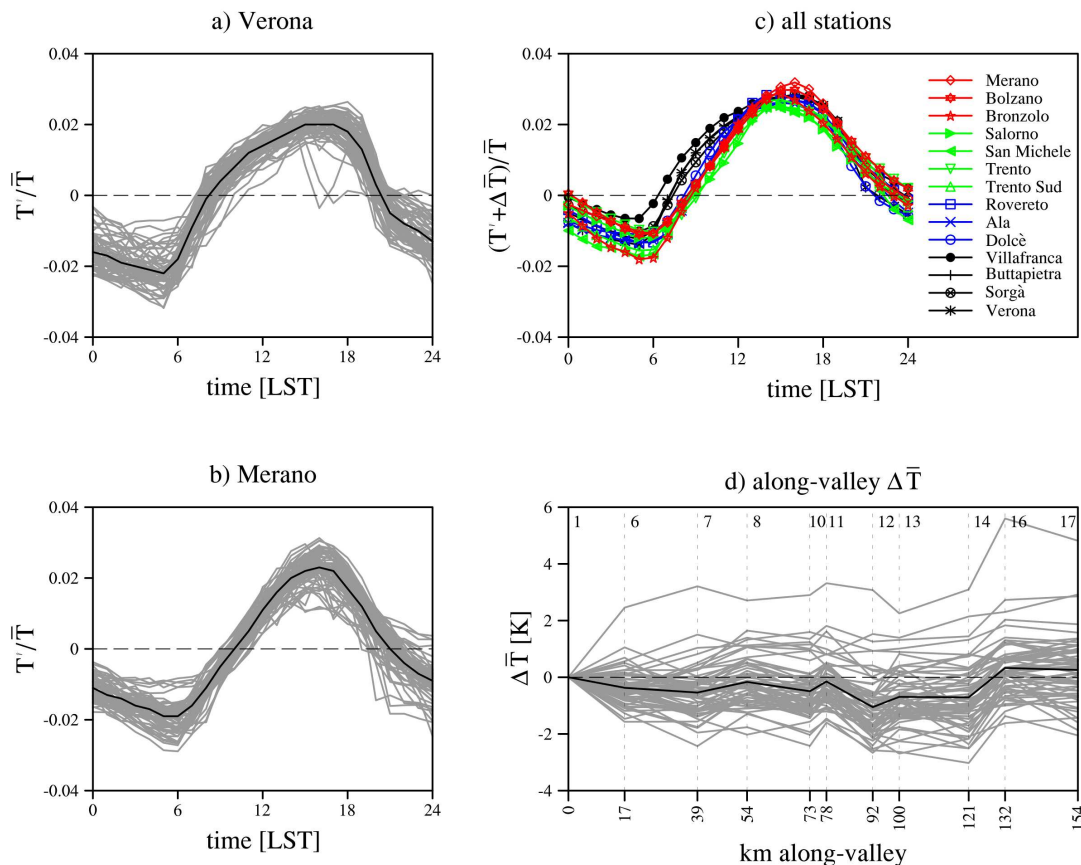 a) Verona
0.04
0.02
0
-0.02
-0.04
T'/T̅
0
6
12
18
24
time [LST]
c) all stations
0.04
0.02
0
-0.02
-0.04
(T'+ΔT̅)/T̅
0
6
12
18
24
time [LST]
Merano
Bolzano
Bronzolo
Salorno
San Michele
Trento
Trento Sud
Rovereto
Ala
Dolcè
Villafranca
Buttapietra
Sorgà
Verona
b) Merano
0.04
0.02
0
-0.02
-0.04
T'/T̅
0
6
12
18
24
time [LST]
d) along-valley ΔT̅
6
4
2
0
-2
-4
ΔT̅ [K]
1 6 7 8 10 11 12 13 14 16 17
0 17 39 54 73 78 92 100 121 132 154
km along-valley